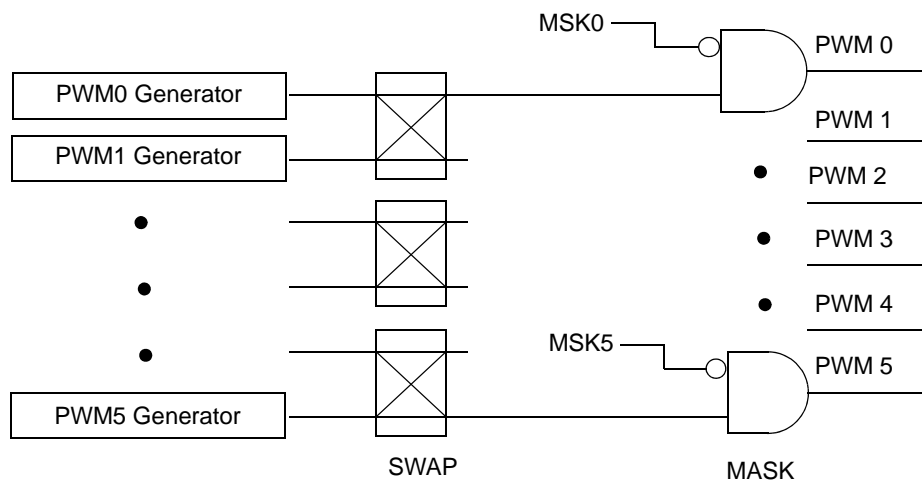 MSK0
PWM 0
PWM0 Generator
PWM 1
PWM1 Generator
PWM 2
PWM 3
PWM 4
MSK5
PWM 5
PWM5 Generator
SWAP
MASK